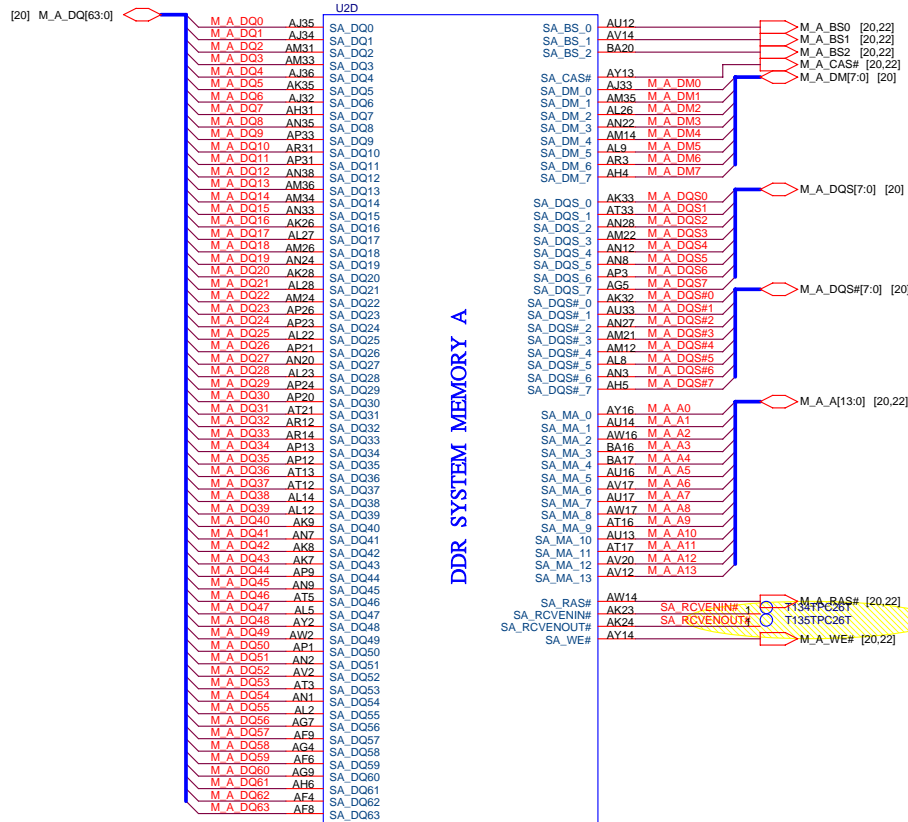 U2D
[20] M_A_DQ[63:0]
M_A_DQ0 AJ35 SA_DQ0
M_A_DQ1 AJ34 SA_DQ1
M_A_DQ2 AM31 SA_DQ2
M_A_DQ3 AM33 SA_DQ3
M_A_DQ4 AJ36 SA_DQ4
M_A_DQ5 AK35 SA_DQ5
M_A_DQ6 AJ32 SA_DQ6
M_A_DQ7 AH31 SA_DQ7
M_A_DQ8 AN35 SA_DQ8
M_A_DQ9 AP33 SA_DQ9
M_A_DQ10 AR31 SA_DQ10
M_A_DQ11 AP31 SA_DQ11
M_A_DQ12 AN38 SA_DQ12
M_A_DQ13 AM36 SA_DQ13
M_A_DQ14 AM34 SA_DQ14
M_A_DQ15 AN33 SA_DQ15
M_A_DQ16 AK26 SA_DQ16
M_A_DQ17 AL27 SA_DQ17
M_A_DQ18 AM26 SA_DQ18
M_A_DQ19 AN24 SA_DQ19
M_A_DQ20 AK28 SA_DQ20
M_A_DQ21 AL28 SA_DQ21
M_A_DQ22 AM24 SA_DQ22
M_A_DQ23 AP26 SA_DQ23
M_A_DQ24 AP23 SA_DQ24
M_A_DQ25 AL22 SA_DQ25
M_A_DQ26 AP21 SA_DQ26
M_A_DQ27 AN20 SA_DQ27
M_A_DQ28 AL23 SA_DQ28
M_A_DQ29 AP24 SA_DQ29
M_A_DQ30 AP20 SA_DQ30
M_A_DQ31 AT21 SA_DQ31
M_A_DQ32 AR12 SA_DQ32
M_A_DQ33 AR14 SA_DQ33
M_A_DQ34 AP13 SA_DQ34
M_A_DQ35 AP12 SA_DQ35
M_A_DQ36 AT13 SA_DQ36
M_A_DQ37 AT12 SA_DQ37
M_A_DQ38 AL14 SA_DQ38
M_A_DQ39 AL12 SA_DQ39
M_A_DQ40 AK9 SA_DQ40
M_A_DQ41 AN7 SA_DQ41
M_A_DQ42 AK8 SA_DQ42
M_A_DQ43 AK7 SA_DQ43
M_A_DQ44 AP9 SA_DQ44
M_A_DQ45 AN9 SA_DQ45
M_A_DQ46 AT5 SA_DQ46
M_A_DQ47 AL5 SA_DQ47
M_A_DQ48 AY2 SA_DQ48
M_A_DQ49 AW2 SA_DQ49
M_A_DQ50 AP1 SA_DQ50
M_A_DQ51 AN2 SA_DQ51
M_A_DQ52 AV2 SA_DQ52
M_A_DQ53 AT3 SA_DQ53
M_A_DQ54 AN1 SA_DQ54
M_A_DQ55 AL2 SA_DQ55
M_A_DQ56 AG7 SA_DQ56
M_A_DQ57 AF9 SA_DQ57
M_A_DQ58 AG4 SA_DQ58
M_A_DQ59 AF6 SA_DQ59
M_A_DQ60 AG9 SA_DQ60
M_A_DQ61 AH6 SA_DQ61
M_A_DQ62 AF4 SA_DQ62
M_A_DQ63 AF8 SA_DQ63
DDR SYSTEM MEMORY A
SA_BS_0 AU12 M_A_BS0 [20,22]
SA_BS_1 AV14 M_A_BS1 [20,22]
SA_BS_2 BA20 M_A_BS2 [20,22]
SA_CAS# AY13 M_A_CAS# [20,22]
SA_DM_0 AJ33 M_A_DM0 M_A_DM[7:0] [20]
SA_DM_1 AM35 M_A_DM1
SA_DM_2 AL26 M_A_DM2
SA_DM_3 AN22 M_A_DM3
SA_DM_4 AM14 M_A_DM4
SA_DM_5 AL9 M_A_DM5
SA_DM_6 AR3 M_A_DM6
SA_DM_7 AH4 M_A_DM7
SA_DQS_0 AK33 M_A_DQS0 M_A_DQS[7:0] [20]
SA_DQS_1 AT33 M_A_DQS1
SA_DQS_2 AN28 M_A_DQS2
SA_DQS_3 AM22 M_A_DQS3
SA_DQS_4 AN12 M_A_DQS4
SA_DQS_5 AN8 M_A_DQS5
SA_DQS_6 AP3 M_A_DQS6
SA_DQS_7 AG5 M_A_DQS7
SA_DQS#_0 AK32 M_A_DQS#0 M_A_DQS#[7:0] [20]
SA_DQS#_1 AU33 M_A_DQS#1
SA_DQS#_2 AN27 M_A_DQS#2
SA_DQS#_3 AM21 M_A_DQS#3
SA_DQS#_4 AM12 M_A_DQS#4
SA_DQS#_5 AL8 M_A_DQS#5
SA_DQS#_6 AN3 M_A_DQS#6
SA_DQS#_7 AH5 M_A_DQS#7
SA_MA_0 AY16 M_A_A0 M_A_A[13:0] [20,22]
SA_MA_1 AU14 M_A_A1
SA_MA_2 AW16 M_A_A2
SA_MA_3 BA16 M_A_A3
SA_MA_4 BA17 M_A_A4
SA_MA_5 AU16 M_A_A5
SA_MA_6 AV17 M_A_A6
SA_MA_7 AU17 M_A_A7
SA_MA_8 AW17 M_A_A8
SA_MA_9 AT16 M_A_A9
SA_MA_10 AU13 M_A_A10
SA_MA_11 AT17 M_A_A11
SA_MA_12 AV20 M_A_A12
SA_MA_13 AV12 M_A_A13
SA_RAS# AW14 M_A_RAS# [20,22]
SA_RCVENIN# AK23 SA_RCVENIN# 1 T134TPC26T
SA_RCVENOUT# AK24 SA_RCVENOUT# 1 T135TPC26T
SA_WE# AY14 M_A_WE# [20,22]